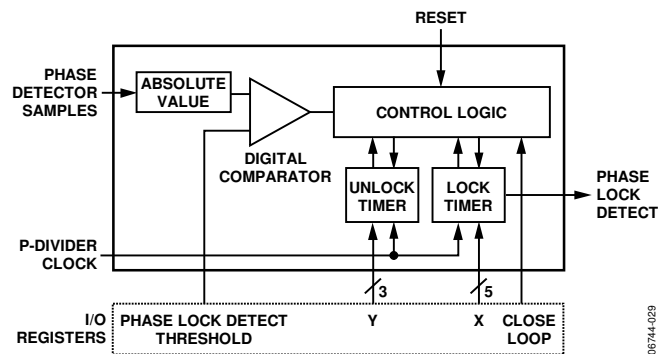 RESET
PHASE
DETECTOR
SAMPLES
ABSOLUTE
VALUE
CONTROL LOGIC
DIGITAL
COMPARATOR
UNLOCK
TIMER
LOCK
TIMER
PHASE
LOCK
DETECT
P-DIVIDER
CLOCK
3
5
I/O
REGISTERS
PHASE LOCK DETECT
THRESHOLD
Y
X
CLOSE
LOOP
06744-029